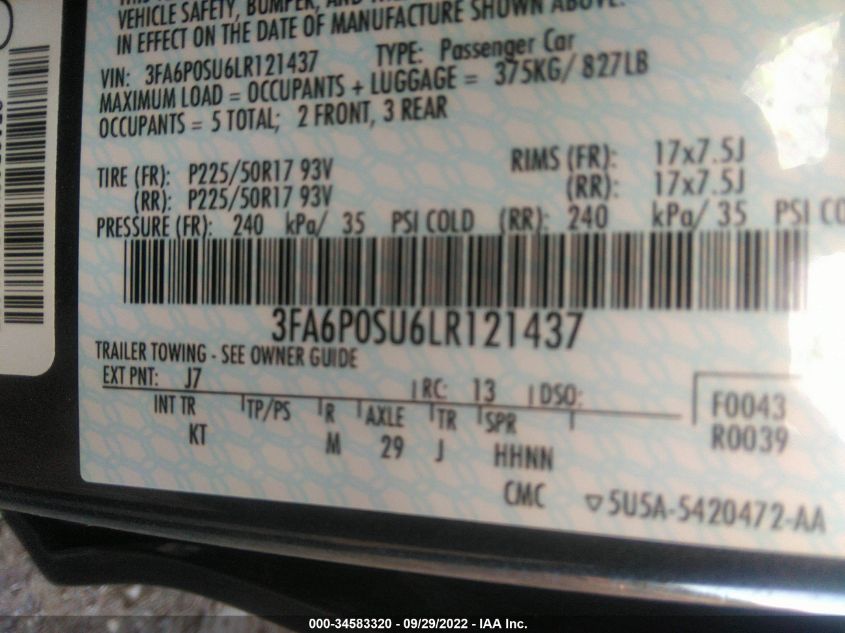 VEHICLE SAFETY, BUMPER, AND
IN EFFECT ON THE DATE OF MANUFACTURE SHOWN ABOVE.
VIN: 3FA6P0SU6LR121437 TYPE: Passenger Car
MAXIMUM LOAD = OCCUPANTS + LUGGAGE = 375KG/ 827LB
OCCUPANTS = 5 TOTAL; 2 FRONT, 3 REAR
TIRE (FR): P225/50R17 93V RIMS (FR): 17x7.5J
(RR): P225/50R17 93V (RR): 17x7.5J
PRESSURE (FR): 240 kPa/ 35 PSI COLD (RR): 240 kPa/ 35 PSI CO
3FA6P0SU6LR121437
TRAILER TOWING - SEE OWNER GUIDE
EXT PNT: J7 RC: 13 DSO:
INT TR TP/PS R AXLE TR SPR F0043
KT M 29 J HHNN R0039
CMC ▽5U5A-5420472-AA
000-34583320 - 09/29/2022 - IAA Inc.